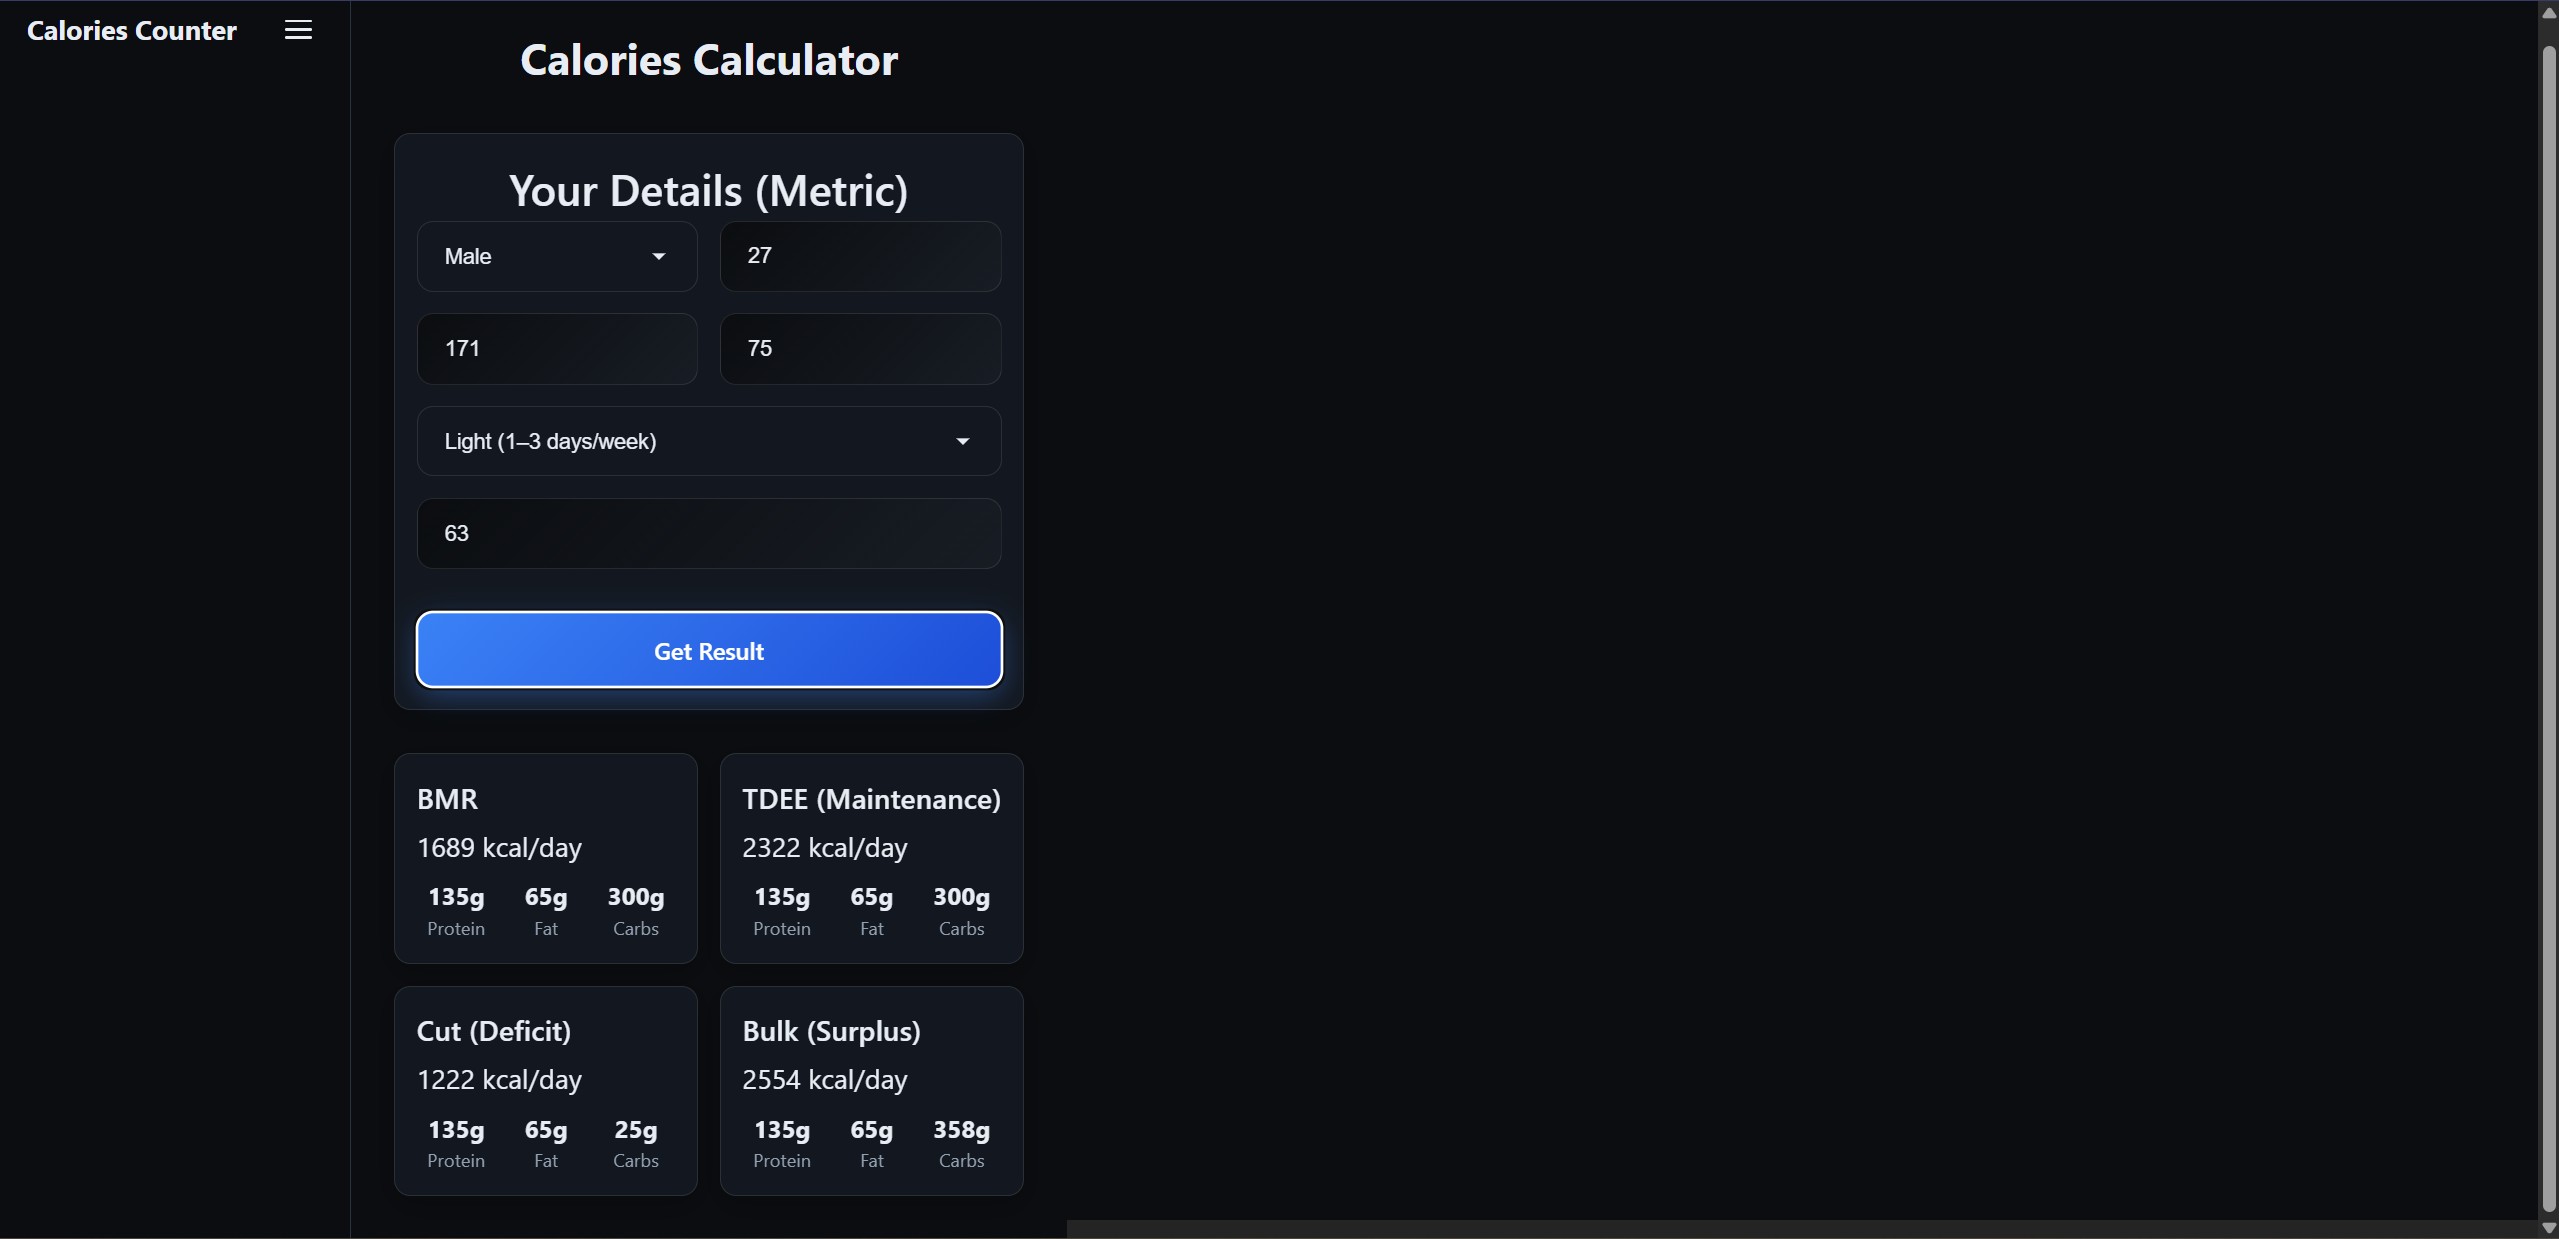 Calories Counter
Calories Calculator
Your Details (Metric)
Male
27
171
75
Light (1–3 days/week)
63
Get Result
BMR
1689 kcal/day
135g 65g 300g
Protein Fat Carbs
TDEE (Maintenance)
2322 kcal/day
135g 65g 300g
Protein Fat Carbs
Cut (Deficit)
1222 kcal/day
135g 65g 25g
Protein Fat Carbs
Bulk (Surplus)
2554 kcal/day
135g 65g 358g
Protein Fat Carbs